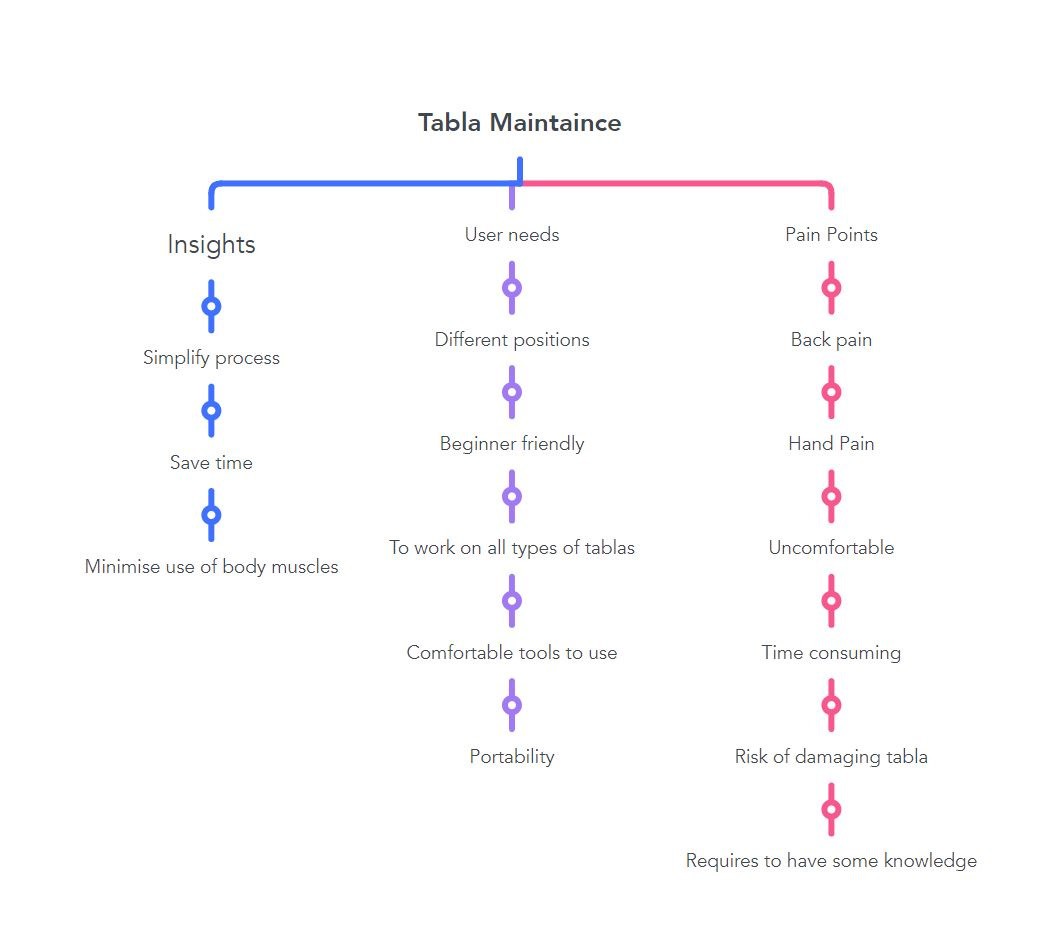 Tabla Maintaince
Insights
Simplify process
Save time
Minimise use of body muscles
User needs
Different positions
Beginner friendly
To work on all types of tablas
Comfortable tools to use
Portability
Pain Points
Back pain
Hand Pain
Uncomfortable
Time consuming
Risk of damaging tabla
Requires to have some knowledge